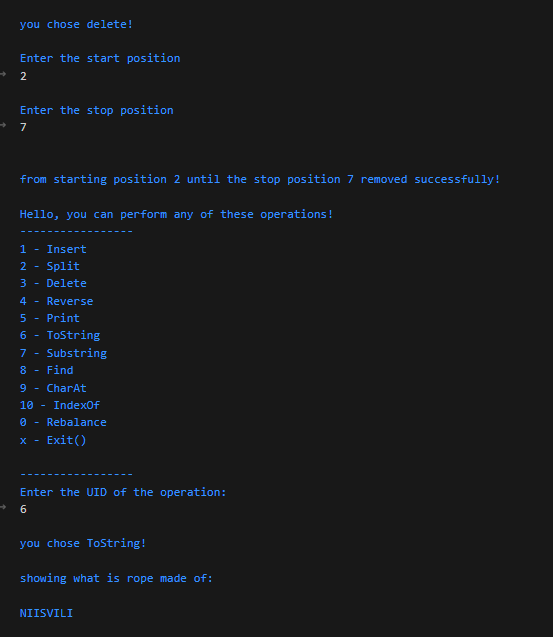 you chose delete!
Enter the start position
2
Enter the stop position
7
from starting position 2 until the stop position 7 removed successfully!
Hello, you can perform any of these operations!
-----------------
1 - Insert
2 - Split
3 - Delete
4 - Reverse
5 - Print
6 - ToString
7 - Substring
8 - Find
9 - CharAt
10 - IndexOf
0 - Rebalance
x - Exit()
-----------------
Enter the UID of the operation:
6
you chose ToString!
showing what is rope made of:
NIISVILI